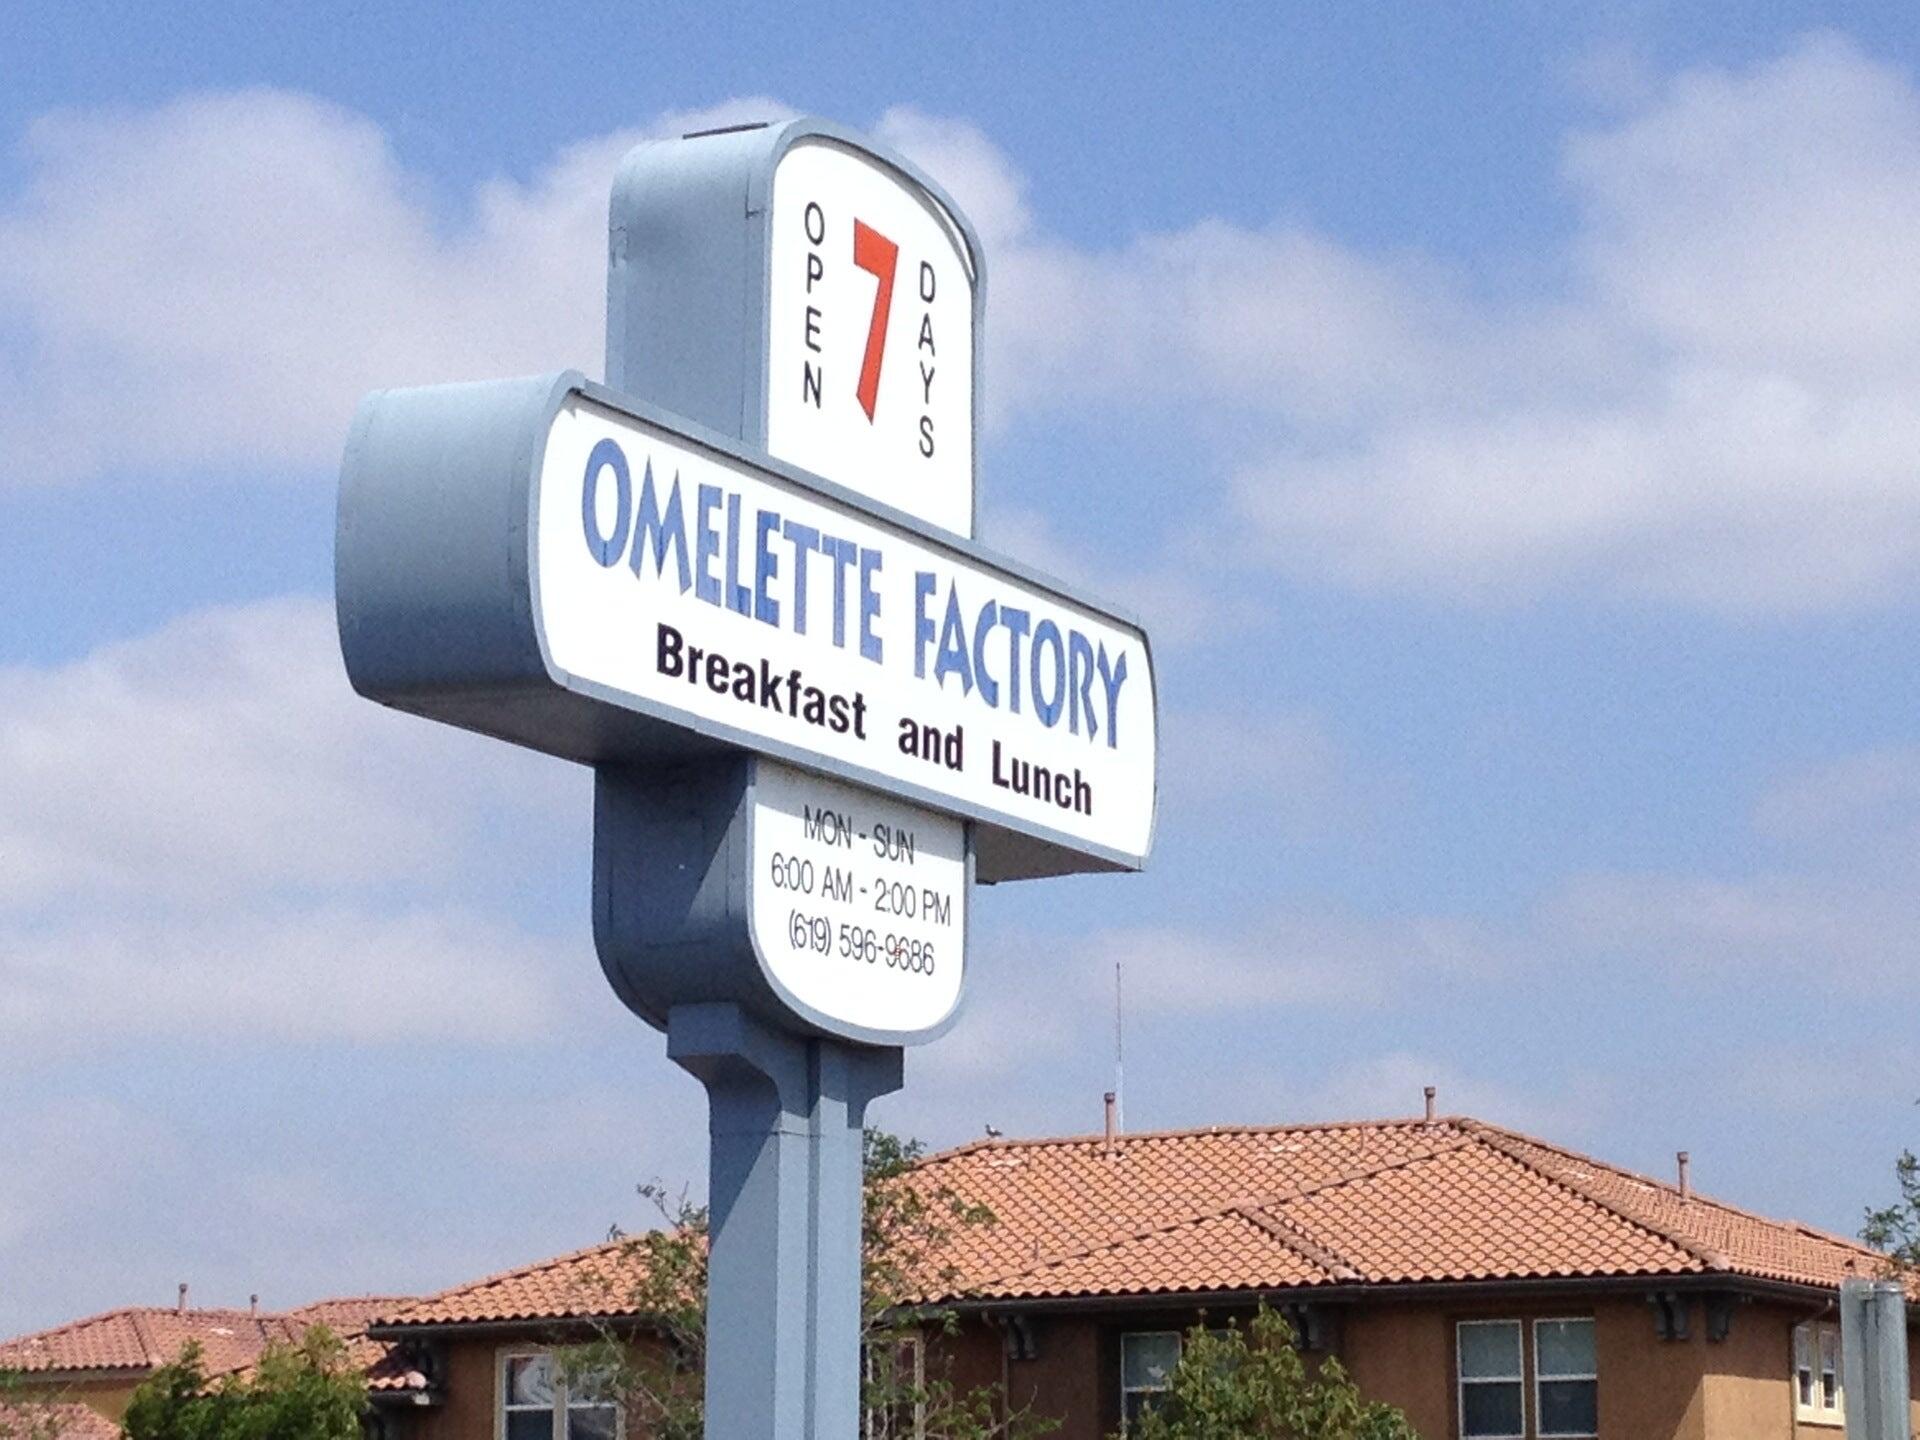 OPEN 7 DAYS
OMELETTE FACTORY
Breakfast and Lunch
MON - SUN
6:00 AM - 2:00 PM
(619) 596-9686